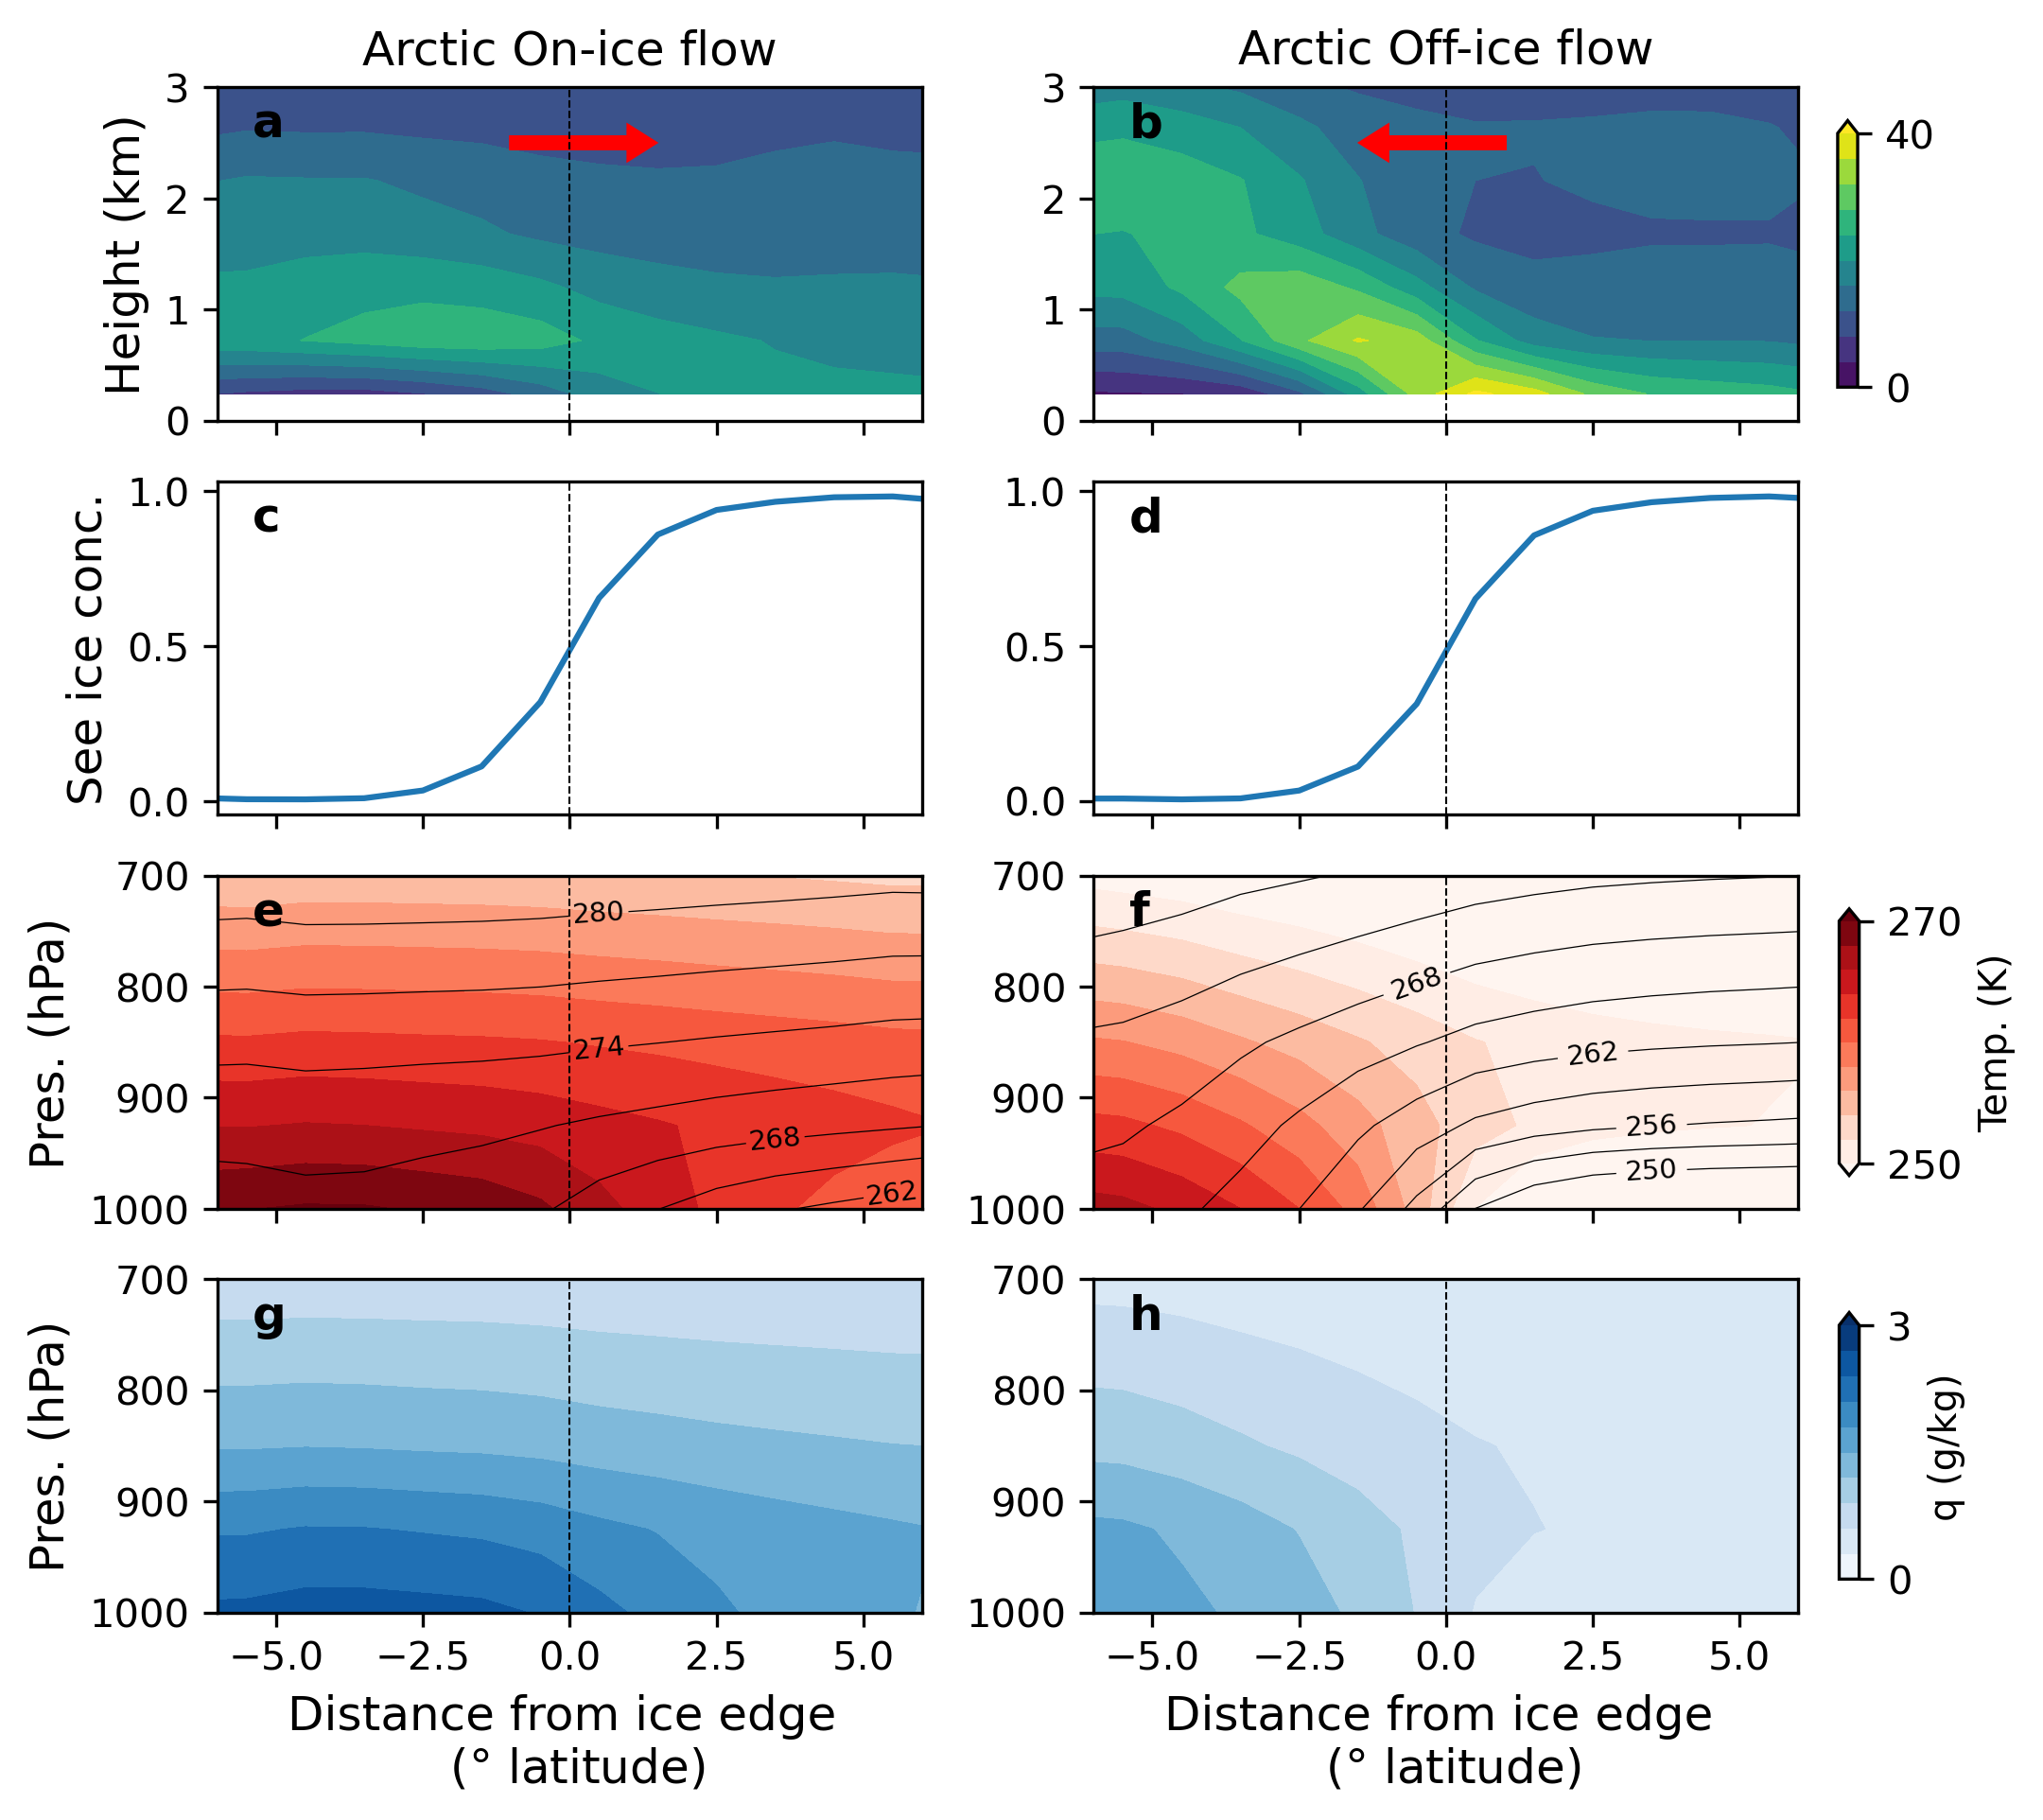 Arctic On-ice flow
Arctic Off-ice flow
Height (km)
3
2
1
0
a
3
2
1
0
b
40
0
See ice conc.
1.0
0.5
0.0
c
1.0
0.5
0.0
d
Pres. (hPa)
700
800
900
1000
e
280
274
268
262
700
800
900
1000
f
268
262
256
250
270
250
Temp. (K)
Pres. (hPa)
700
800
900
1000
g
−5.0
−2.5
0.0
2.5
5.0
Distance from ice edge
(° latitude)
700
800
900
1000
h
−5.0
−2.5
0.0
2.5
5.0
Distance from ice edge
(° latitude)
3
0
q (g/kg)